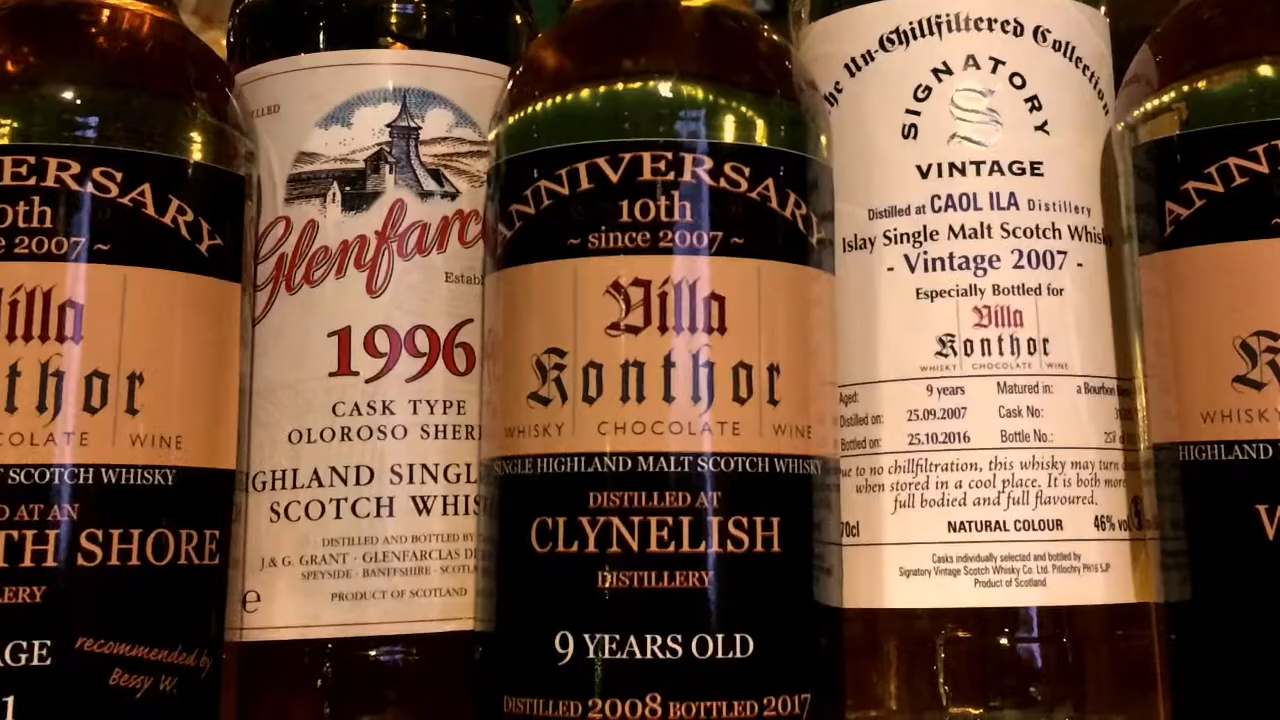 ERSARY
0th
e 2007 ~
Villa
nthor
COLATE | WINE
T SCOTCH WHISKY
D AT AN
TH SHORE
LERY
AGE
recommended by
Bessy W.
1
LLED
Glenfarc
Estab
1996
CASK TYPE
OLOROSO SHER
IGHLAND SINGL
SCOTCH WHIS
DISTILLED AND BOTTLED BY
J.& G. GRANT · GLENFARCLAS DI
SPEYSIDE · BANFFSHIRE · SCOTLA
PRODUCT OF SCOTLAND
e
ANNIVERSARY
10th
~ since 2007 ~
Villa
Konthor
WHISKY | CHOCOLATE | WINE
SINGLE HIGHLAND MALT SCOTCH WHISKY
DISTILLED AT
CLYNELISH
DISTILLERY
9 YEARS OLD
DISTILLED 2008 BOTTLED 2017
he Un-Chillfiltered Collection
SIGNATORY
S
VINTAGE
Distilled at CAOL ILA Distillery
Islay Single Malt Scotch Whisky
- Vintage 2007 -
Especially Bottled for
Villa
Konthor
WHISKY | CHOCOLATE | WINE
Aged: 9 years Matured in: a Bourbon
Distilled on: 25.09.2007 Cask No:
Bottled on: 25.10.2016 Bottle No.:
ue to no chillfiltration, this whisky may turn
when stored in a cool place. It is both more
full bodied and full flavoured.
70cl NATURAL COLOUR 46% vol
Casks individually selected and bottled by
Signatory Vintage Scotch Whisky Co. Ltd. Pitlochry PH16 5JP
Product of Scotland
ANNI
K
WHISK
HIGHLAND
W